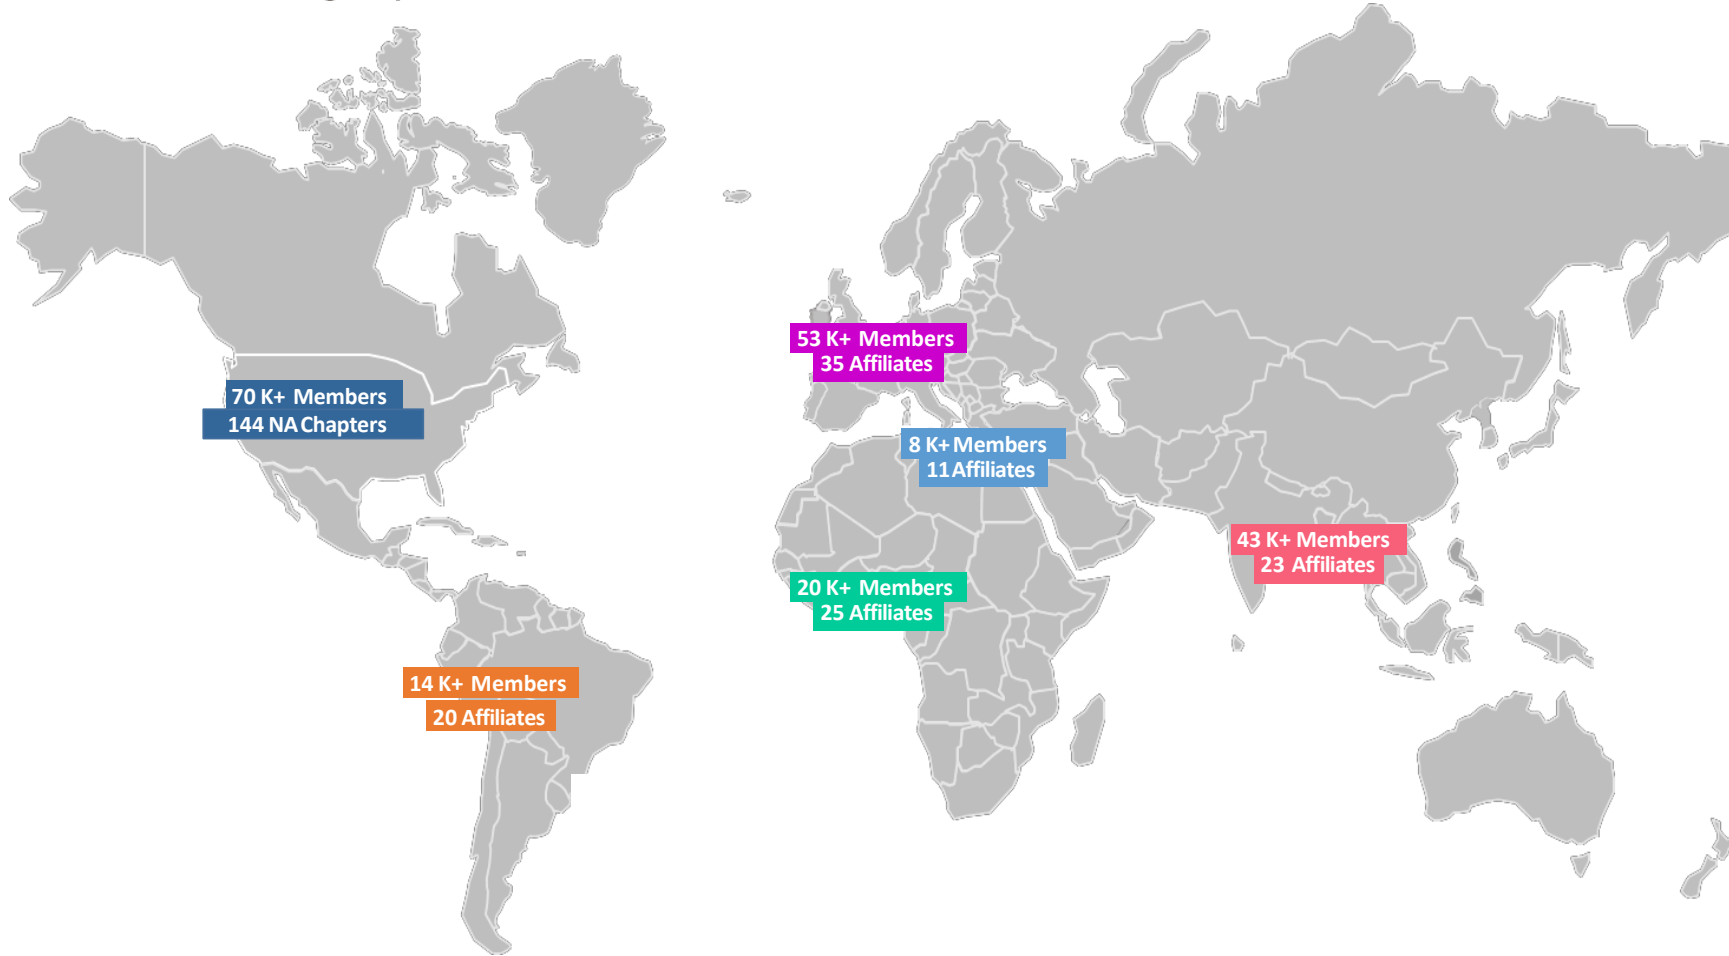 53 K+ Members
35 Affiliates
70 K+ Members
144 NA Chapters
8 K+ Members
11 Affiliates
43 K+ Members
23 Affiliates
20 K+ Members
25 Affiliates
14 K+ Members
20 Affiliates